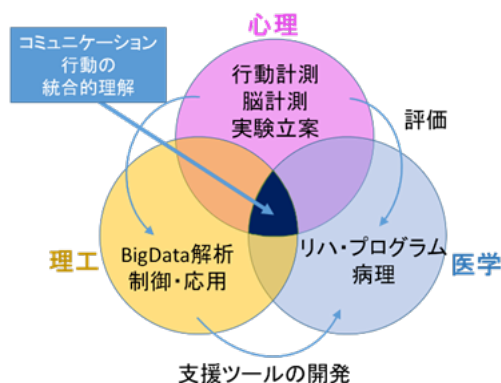 心理
コミュニケーション
行動の
統合的理解
行動計測
脳計測
実験立案
評価
理工
BigData解析
制御・応用
リハ・プログラム
病理
医学
支援ツールの開発